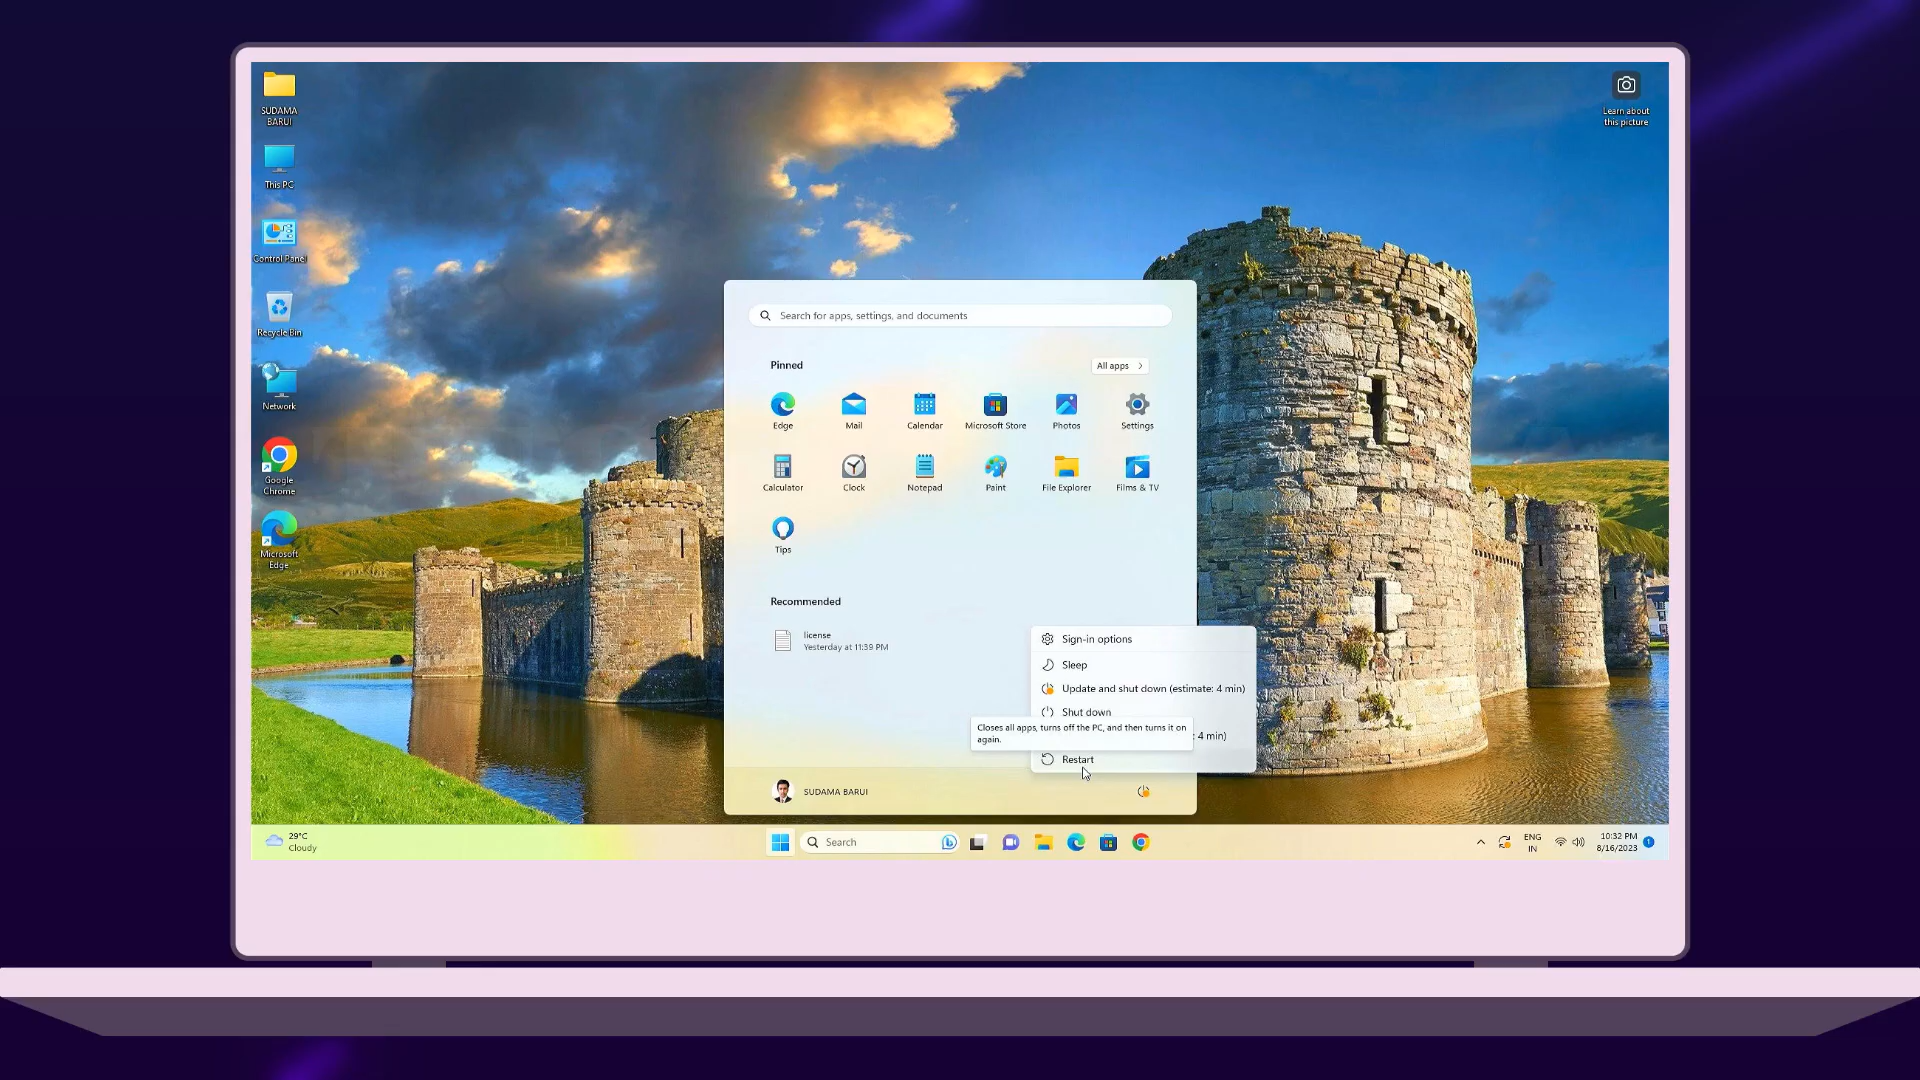 SUDAMA
BARUI
This PC
Control Panel
Recycle Bin
Network
Google
Chrome
Microsoft
Edge
Learn about
this picture
Search for apps, settings, and documents
Pinned
All apps
Edge
Mail
Calendar
Microsoft Store
Photos
Settings
Calculator
Clock
Notepad
Paint
File Explorer
Films & TV
Tips
Recommended
license
Yesterday at 11:39 PM
Sign-in options
Sleep
Update and shut down (estimate: 4 min)
Shut down
Closes all apps, turns off the PC, and then turns it on
again.
: 4 min)
Restart
SUDAMA BARUI
29°C
Cloudy
Search
ENG
IN
10:32 PM
8/16/2023
1